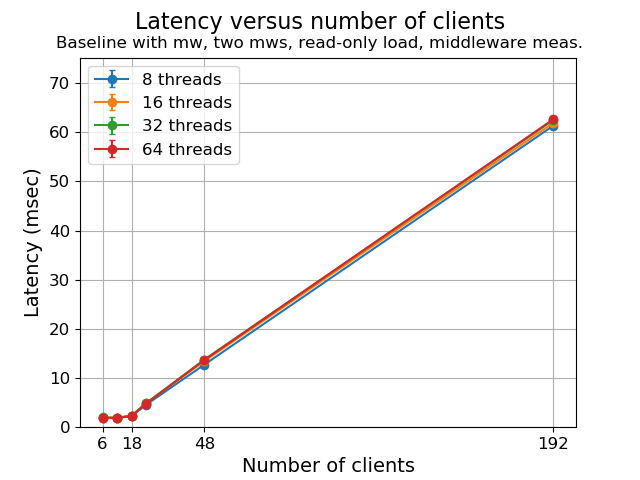 Latency versus number of clients
Baseline with mw, two mws, read-only load, middleware meas.
8 threads
16 threads
32 threads
64 threads
Latency (msec)
70
60
50
40
30
20
10
0
6
18
48
192
Number of clients